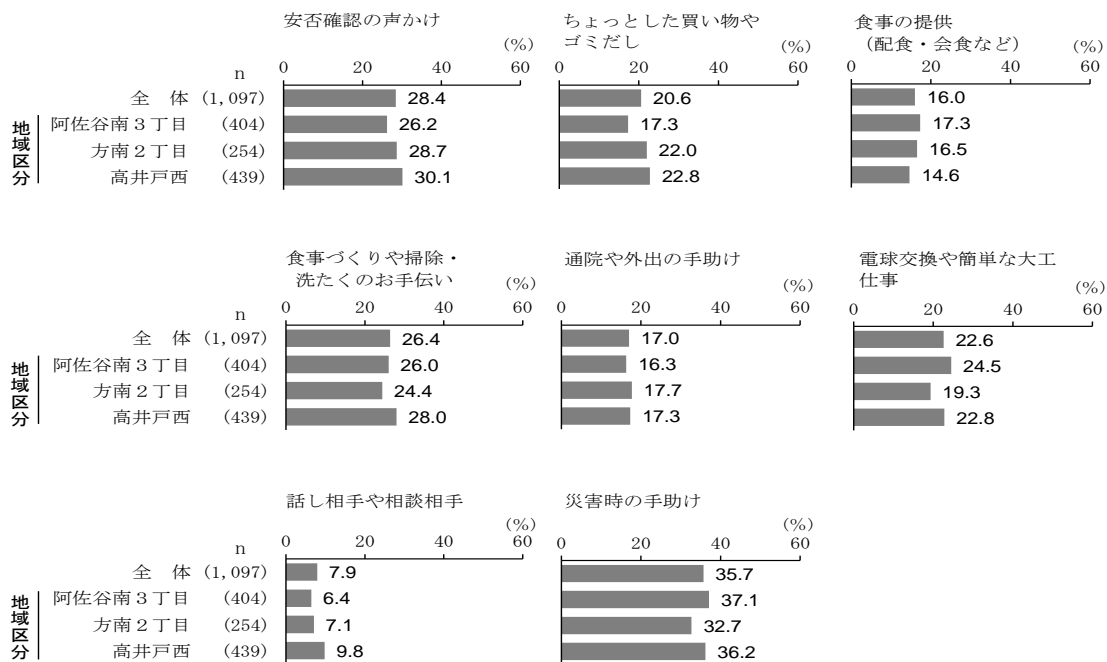 安否確認の声かけ
ちょっとした買い物や
ゴミだし
食事の提供
（配食・会食など）
(%)
(%)
(%)
n
0 20 40 60
0 20 40 60
0 20 40 60
地域区分
全　体 (1,097) 28.4 20.6 16.0
阿佐谷南３丁目 (404) 26.2 17.3 17.3
方南２丁目 (254) 28.7 22.0 16.5
高井戸西 (439) 30.1 22.8 14.6
食事づくりや掃除・
洗たくのお手伝い
通院や外出の手助け
電球交換や簡単な大工
仕事
(%)
(%)
(%)
n
0 20 40 60
0 20 40 60
0 20 40 60
地域区分
全　体 (1,097) 26.4 17.0 22.6
阿佐谷南３丁目 (404) 26.0 16.3 24.5
方南２丁目 (254) 24.4 17.7 19.3
高井戸西 (439) 28.0 17.3 22.8
話し相手や相談相手
災害時の手助け
(%)
(%)
n
0 20 40 60
0 20 40 60
地域区分
全　体 (1,097) 7.9 35.7
阿佐谷南３丁目 (404) 6.4 37.1
方南２丁目 (254) 7.1 32.7
高井戸西 (439) 9.8 36.2